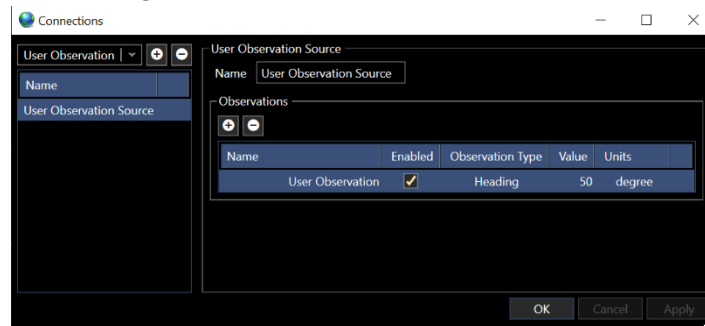 Connections
User Observation
Name
User Observation Source
User Observation Source
Name User Observation Source
Observations
Name Enabled Observation Type Value Units
User Observation Heading 50 degree
OK Cancel Apply